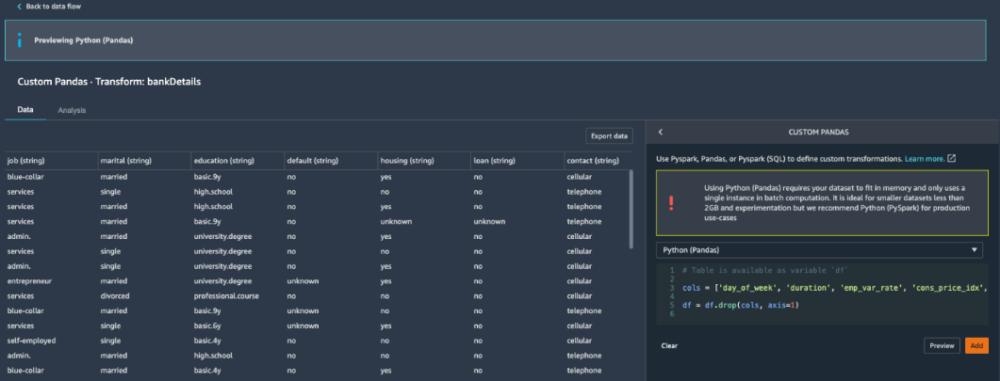 Back to data flow
Previewing Python (Pandas)
Custom Pandas · Transform: bankDetails
Data Analysis
Export data
job (string) marital (string) education (string) default (string) housing (string) loan (string) contact (string)
blue-collar married basic.9y no yes no cellular
services single high.school no no no telephone
services married high.school no yes no telephone
services married basic.9y no unknown unknown telephone
admin. married university.degree no yes no cellular
services single university.degree no no no cellular
admin. single university.degree no yes no cellular
entrepreneur married university.degree unknown yes no cellular
services divorced professional.course no no no cellular
blue-collar married basic.9y unknown no no telephone
services single basic.6y unknown yes no cellular
self-employed single basic.4y no no no cellular
admin. married high.school no no no telephone
blue-collar married basic.4y no yes no telephone
CUSTOM PANDAS
Use Pyspark, Pandas, or Pyspark (SQL) to define custom transformations. Learn more.
Using Python (Pandas) requires your dataset to fit in memory and only uses a
single instance in batch computation. It is ideal for smaller datasets less than
2GB and experimentation but we recommend Python (PySpark) for production
use-cases
Python (Pandas)
1 # Table is available as variable `df`
2
3 cols = ['day_of_week', 'duration', 'emp_var_rate', 'cons_price_idx',
4
5 df = df.drop(cols, axis=1)
6
Clear Preview Add